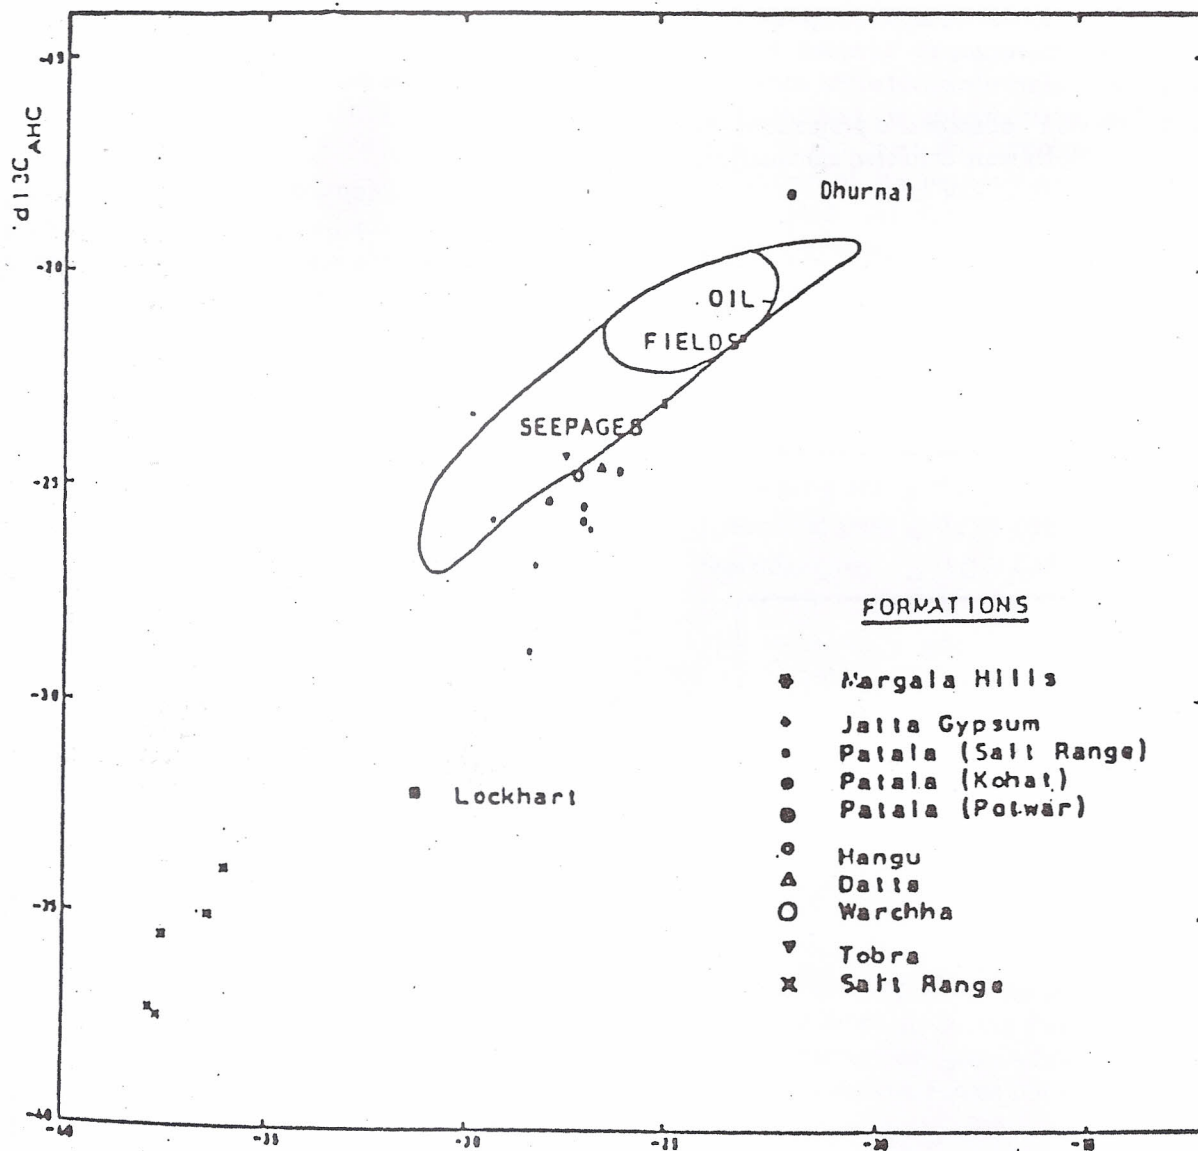 d13C AHC
-20
-25
-30
-35
-40
Dhurnal
OIL
FIELDS
SEEPAGES
Lockhart
FORMATIONS
Margala Hills
Jatta Gypsum
Patala (Salt Range)
Patala (Kohat)
Patala (Potwar)
Hangu
Datta
Warchha
Tobra
Salt Range
-40 -35 -30 -25 -20